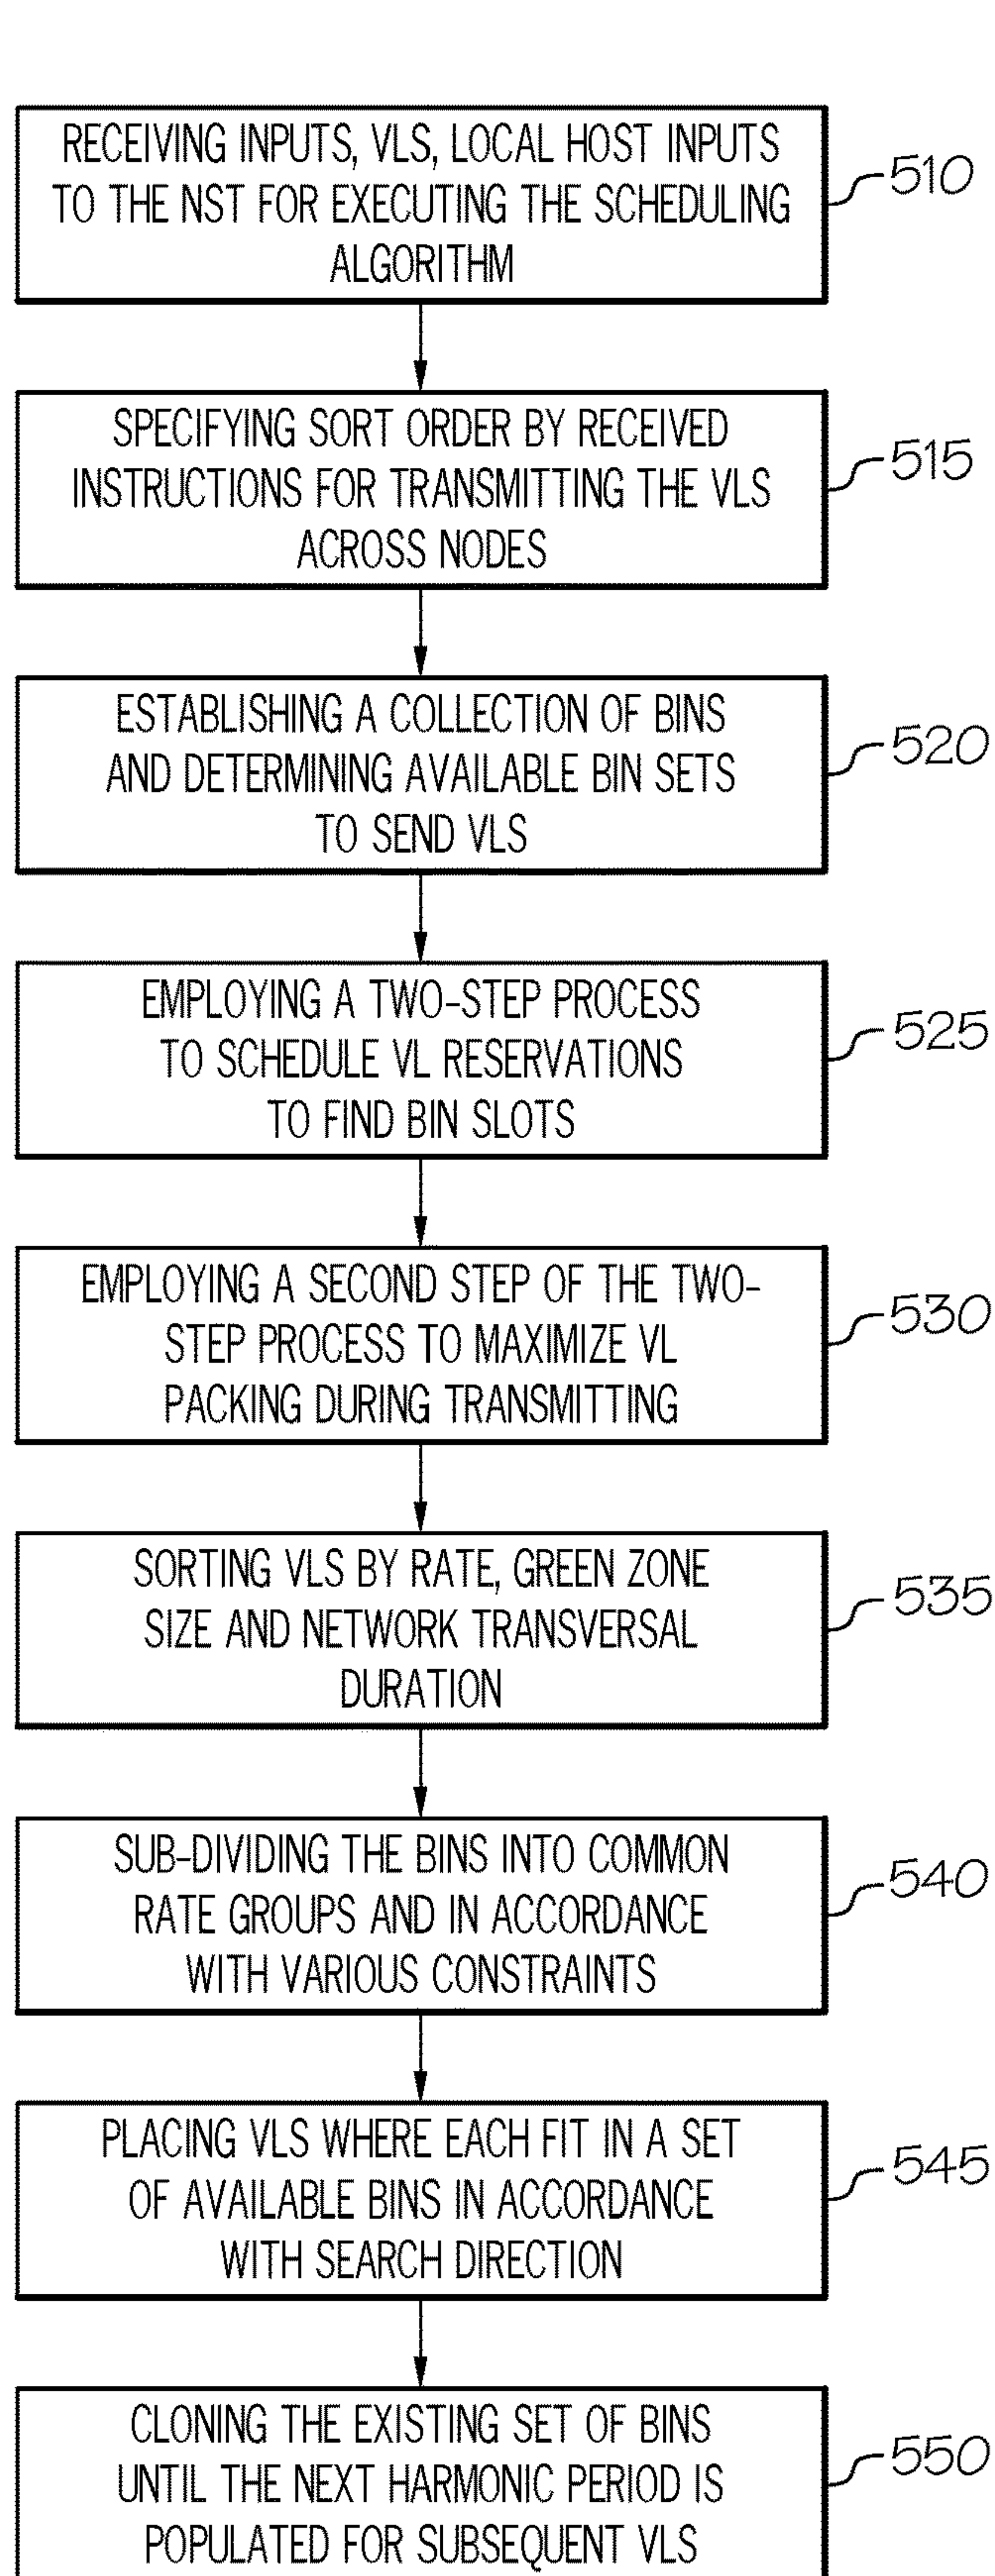 RECEIVING INPUTS, VLS, LOCAL HOST INPUTS
TO THE NST FOR EXECUTING THE SCHEDULING
ALGORITHM
510
SPECIFYING SORT ORDER BY RECEIVED
INSTRUCTIONS FOR TRANSMITTING THE VLS
ACROSS NODES
515
ESTABLISHING A COLLECTION OF BINS
AND DETERMINING AVAILABLE BIN SETS
TO SEND VLS
520
EMPLOYING A TWO-STEP PROCESS
TO SCHEDULE VL RESERVATIONS
TO FIND BIN SLOTS
525
EMPLOYING A SECOND STEP OF THE TWO-
STEP PROCESS TO MAXIMIZE VL
PACKING DURING TRANSMITTING
530
SORTING VLS BY RATE, GREEN ZONE
SIZE AND NETWORK TRANSVERSAL
DURATION
535
SUB-DIVIDING THE BINS INTO COMMON
RATE GROUPS AND IN ACCORDANCE
WITH VARIOUS CONSTRAINTS
540
PLACING VLS WHERE EACH FIT IN A SET
OF AVAILABLE BINS IN ACCORDANCE
WITH SEARCH DIRECTION
545
CLONING THE EXISTING SET OF BINS
UNTIL THE NEXT HARMONIC PERIOD IS
POPULATED FOR SUBSEQUENT VLS
550